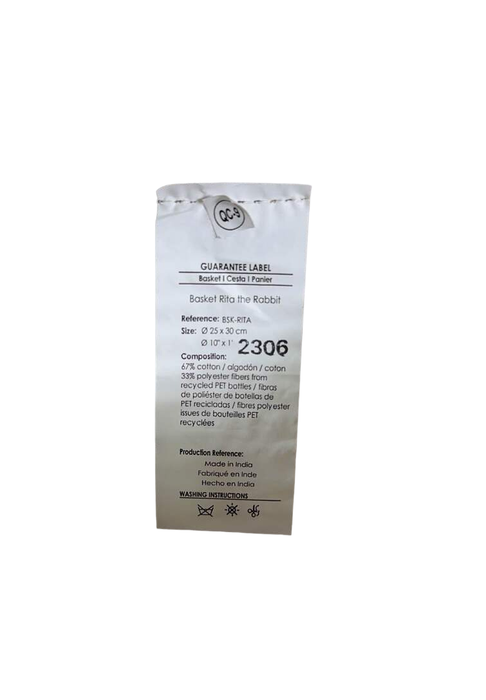 QC-9
GUARANTEE LABEL
Basket I Cesta I Panier
Basket Rita the Rabbit
Reference: BSK-RITA
Size: Ø 25 x 30 cm
Ø 10" x 1'
2306
Composition:
67% cotton / algodón / coton
33% polyester fibers from
recycled PET bottles / fibras
de poliéster de botellas de
PET recicladas / fibres polyester
issues de bouteilles PET
recyclées
Production Reference:
Made in India
Fabriqué en Inde
Hecho en India
WASHING INSTRUCTIONS